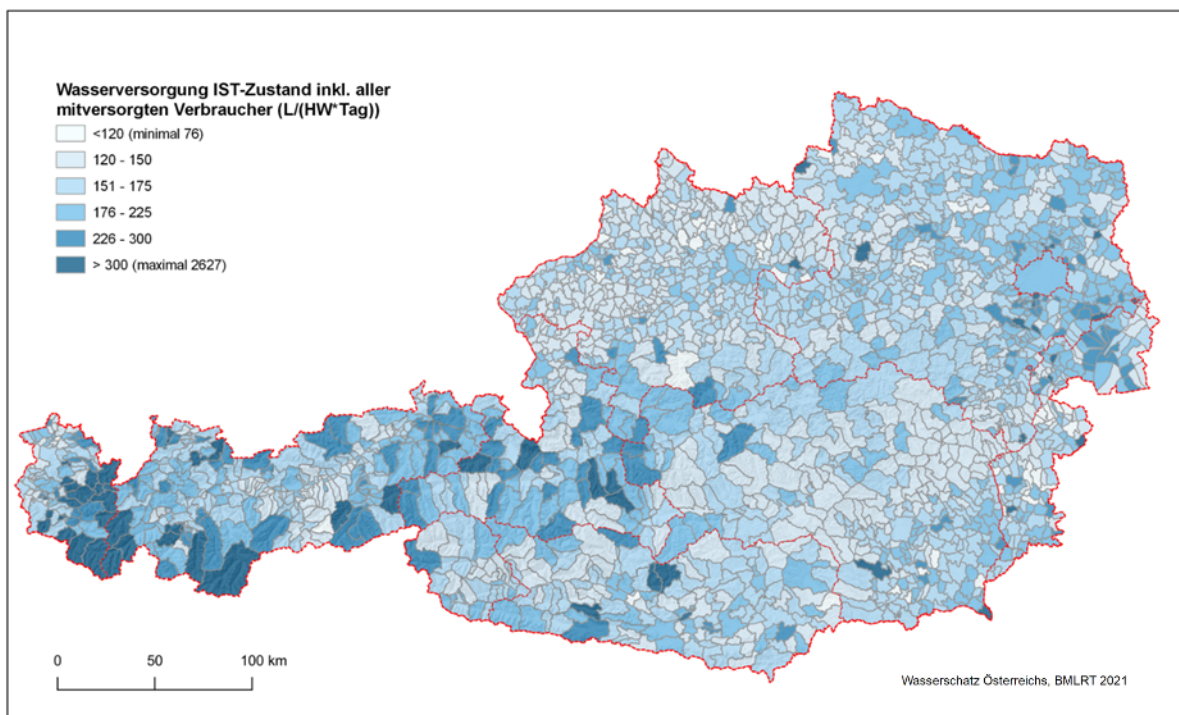 Wasserversorgung IST-Zustand inkl. aller
mitversorgten Verbraucher (L/(HW*Tag))
<120 (minimal 76)
120 - 150
151 - 175
176 - 225
226 - 300
> 300 (maximal 2627)
0 50 100 km
Wasserschatz Österreichs, BMLRT 2021